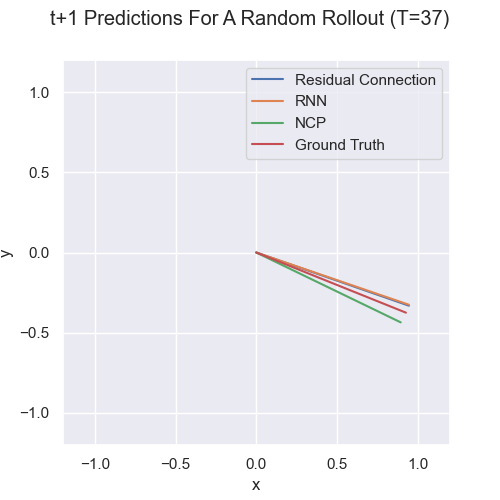 t+1 Predictions For A Random Rollout (T=37)
Residual Connection
RNN
NCP
Ground Truth
1.0
0.5
0.0
−0.5
−1.0
y
−1.0 −0.5 0.0 0.5 1.0
x